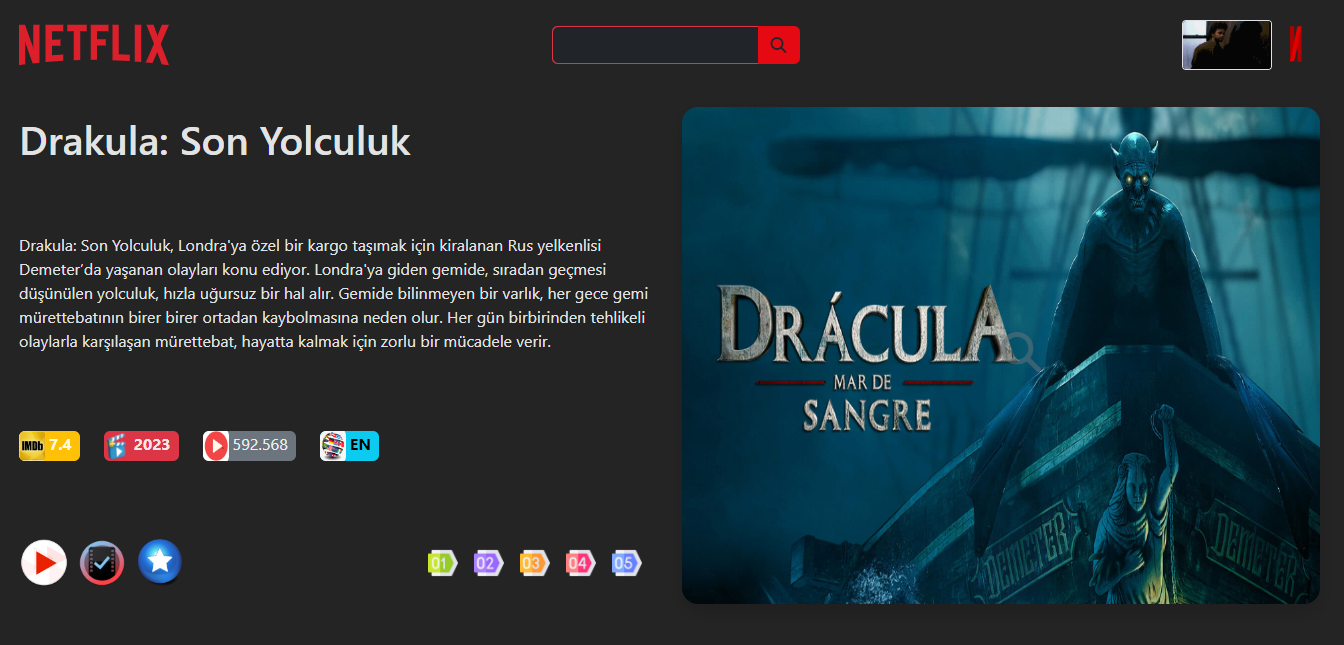 NETFLIX
Drakula: Son Yolculuk
Drakula: Son Yolculuk, Londra'ya özel bir kargo taşımak için kiralanan Rus yelkenlisi
Demeter’da yaşanan olayları konu ediyor. Londra'ya giden gemide, sıradan geçmesi
düşünülen yolculuk, hızla uğursuz bir hal alır. Gemide bilinmeyen bir varlık, her gece gemi
mürettebatının birer birer ortadan kaybolmasına neden olur. Her gün birbirinden tehlikeli
olaylarla karşılaşan mürettebat, hayatta kalmak için zorlu bir mücadele verir.
IMDb 7.4 2023 592.568 EN
01 02 03 04 05
DRÁCULA
MAR DE
SANGRE
DEMETER DEMETER